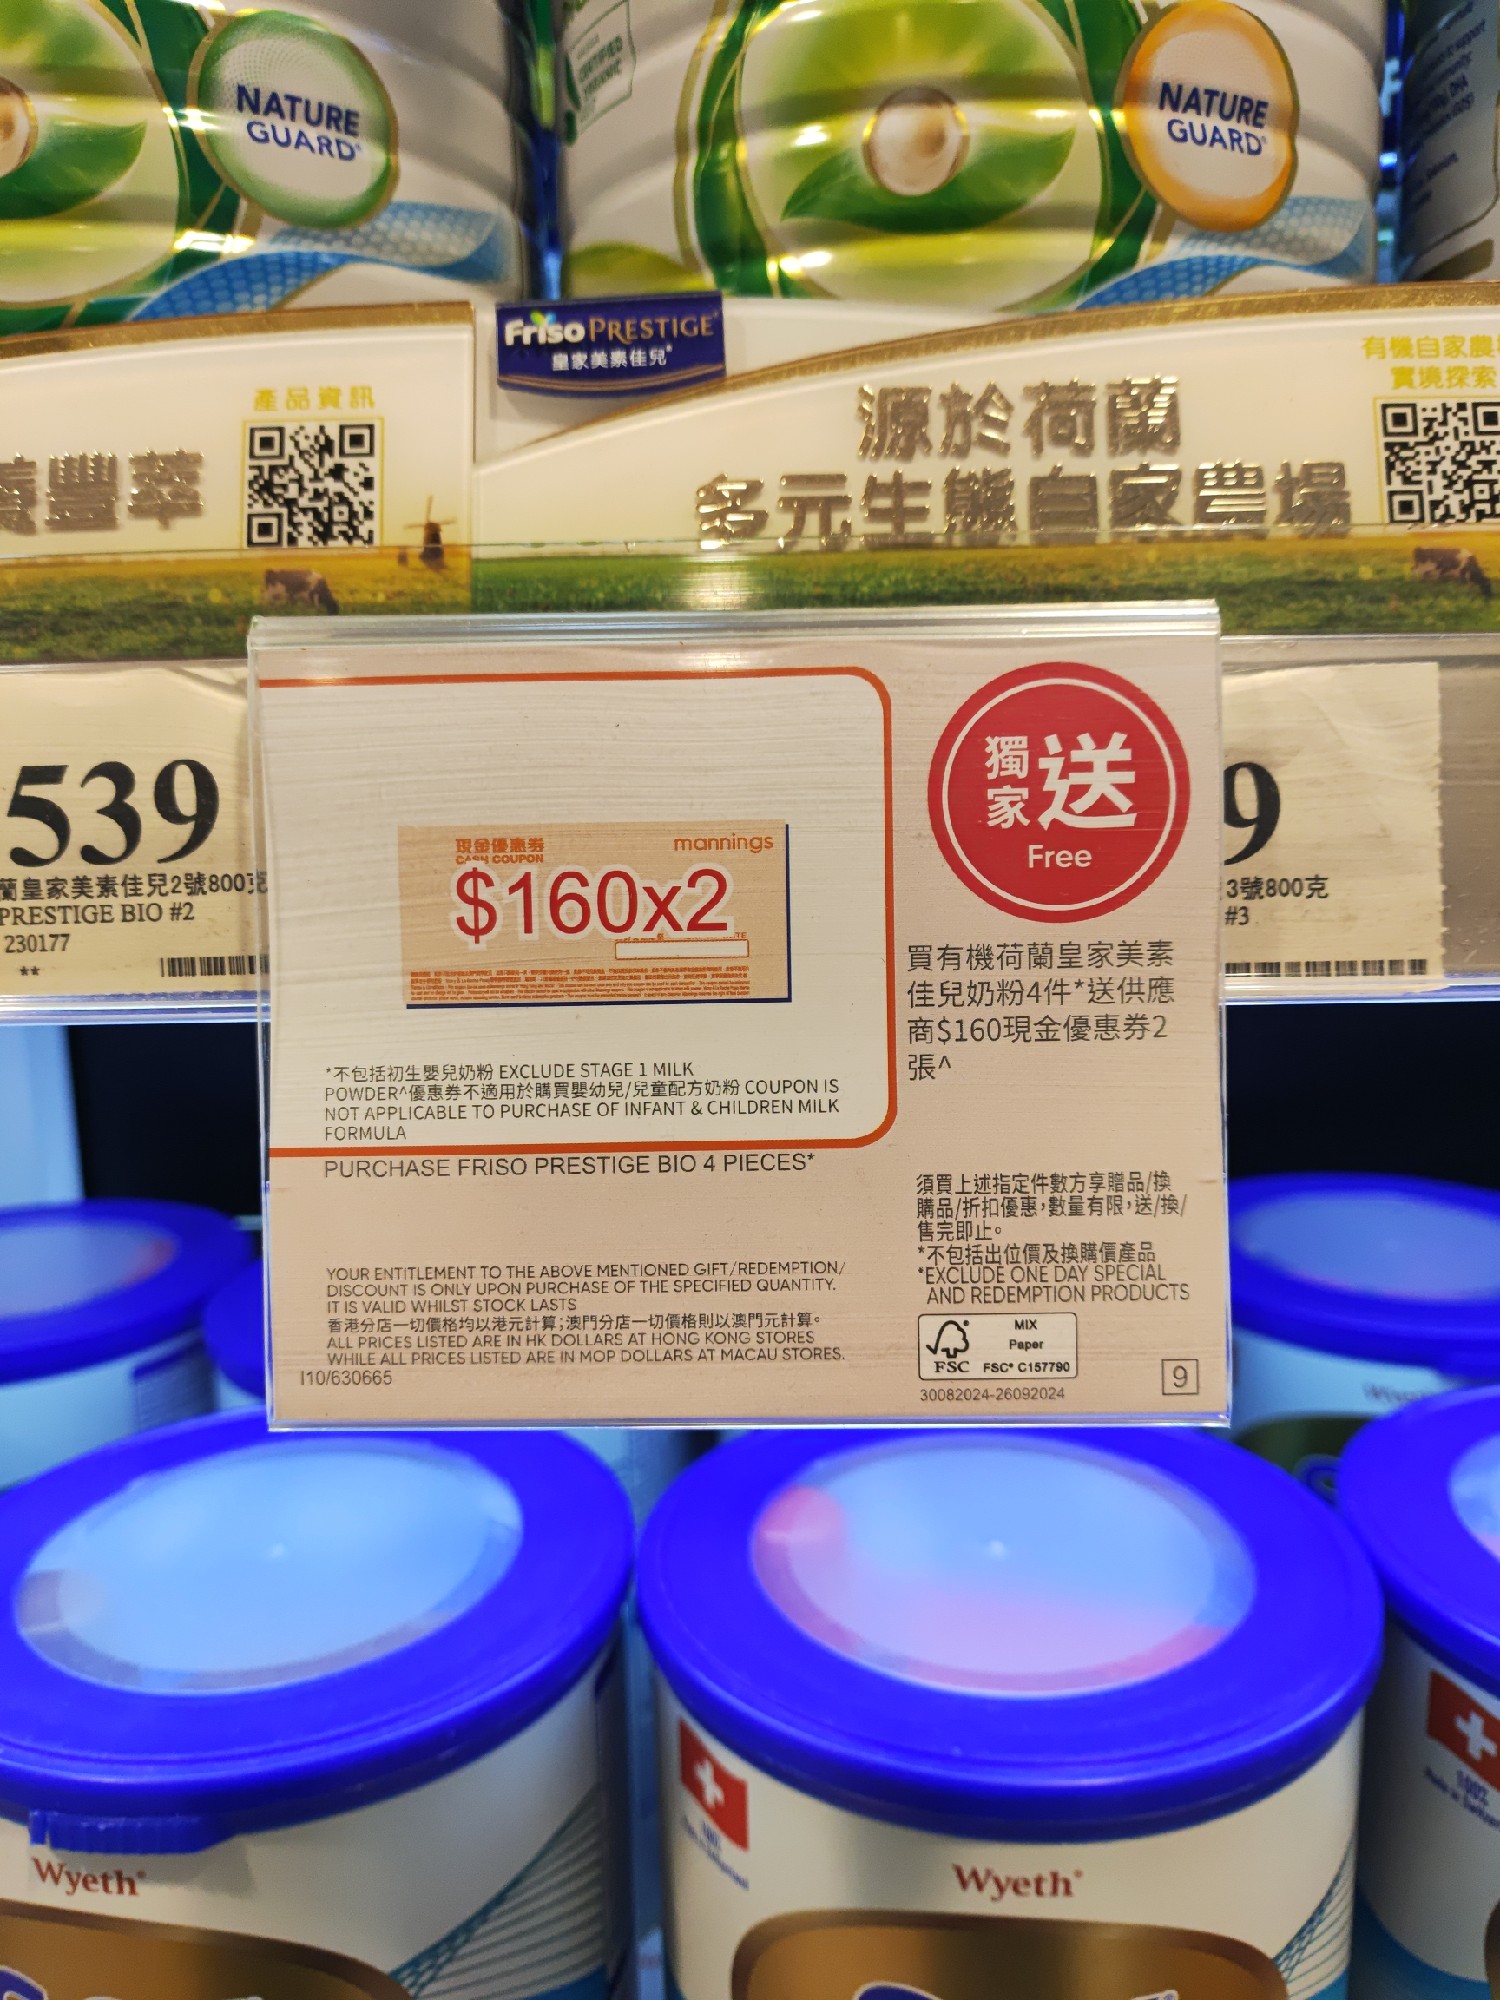 NATURE
GUARD
NATURE
GUARD
Friso PRESTIGE
皇家美素佳兒
產品資訊
豐萃
源於荷蘭
多元生態自家農場
有機自家農
實境探索
539
蘭皇家美素佳兒2號800克
PRESTIGE BIO #2
230177
**
9
3號800克
#3
現金優惠券
CASH COUPON
mannings
$160x2
獨家送
Free
買有機荷蘭皇家美素
佳兒奶粉4件*送供應
商$160現金優惠券2
張^
*不包括初生嬰兒奶粉 EXCLUDE STAGE 1 MILK
POWDER^優惠券不適用於購買嬰幼兒/兒童配方奶粉 COUPON IS
NOT APPLICABLE TO PURCHASE OF INFANT & CHILDREN MILK
FORMULA
PURCHASE FRISO PRESTIGE BIO 4 PIECES*
須買上述指定件數方享贈品/換
購品/折扣優惠,數量有限,送/換/
售完即止。
*不包括出位價及換購價產品
*EXCLUDE ONE DAY SPECIAL
AND REDEMPTION PRODUCTS
YOUR ENTITLEMENT TO THE ABOVE MENTIONED GIFT/REDEMPTION/
DISCOUNT IS ONLY UPON PURCHASE OF THE SPECIFIED QUANTITY.
IT IS VALID WHILST STOCK LASTS
香港分店一切價格均以港元計算;澳門分店一切價格則以澳門元計算。
ALL PRICES LISTED ARE IN HK DOLLARS AT HONG KONG STORES
WHILE ALL PRICES LISTED ARE IN MOP DOLLARS AT MACAU STORES.
I10/630665
FSC
MIX
Paper
FSC® C157790
30082024-26092024
9
Wyeth
Wyeth